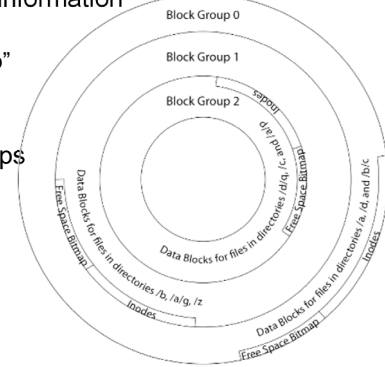 information
Block Group 0
Block Group 1
Block Group 2
Inodes
Free Space Bitmap
Data Blocks for files in directories /d/q, /c, and /a/p
Data Blocks for files in directories /b, /a/g, /z
Free Space Bitmap
Inodes
Data Blocks for files in directories /a, /d, and /b/c
Free Space Bitmap
Inodes
ps